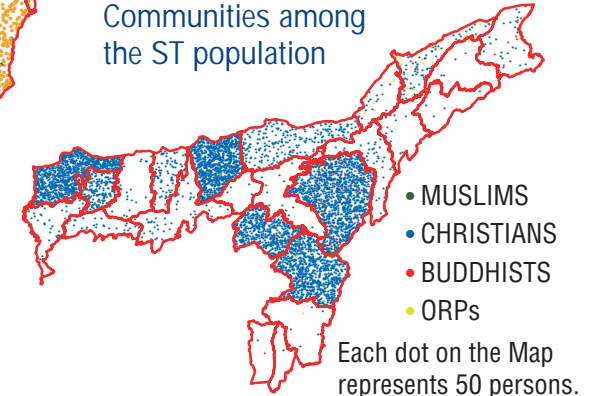 Communities among
the ST population
MUSLIMS
CHRISTIANS
BUDDHISTS
ORPs
Each dot on the Map
represents 50 persons.